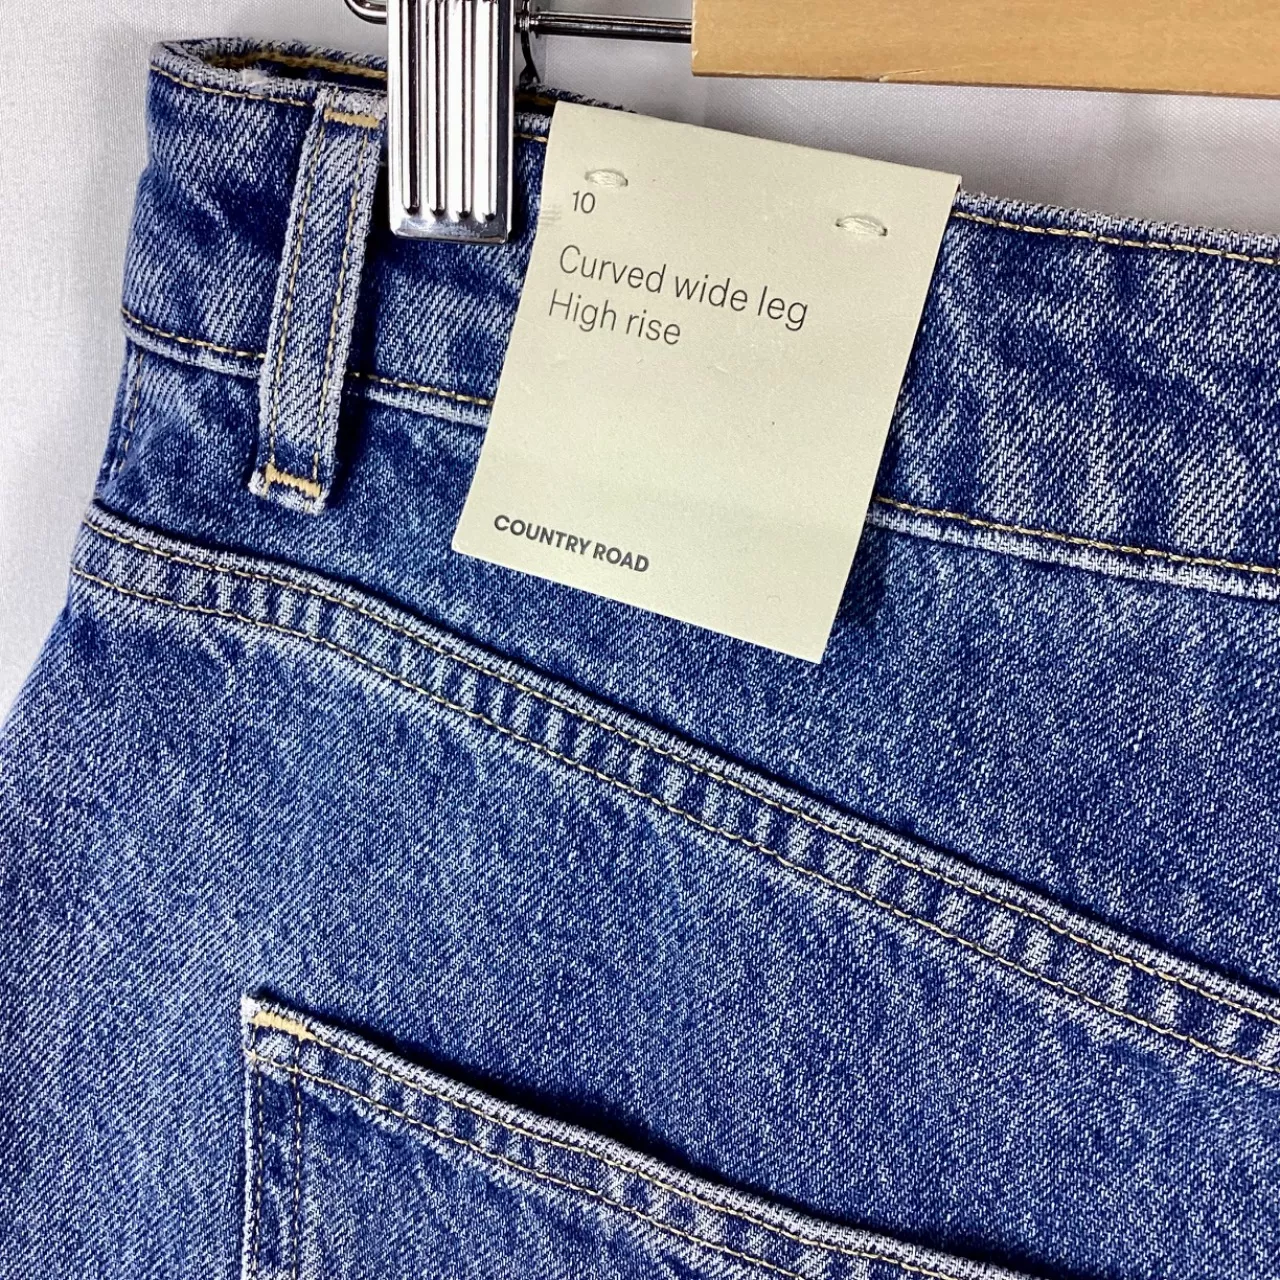 10
Curved wide leg
High rise
COUNTRY ROAD